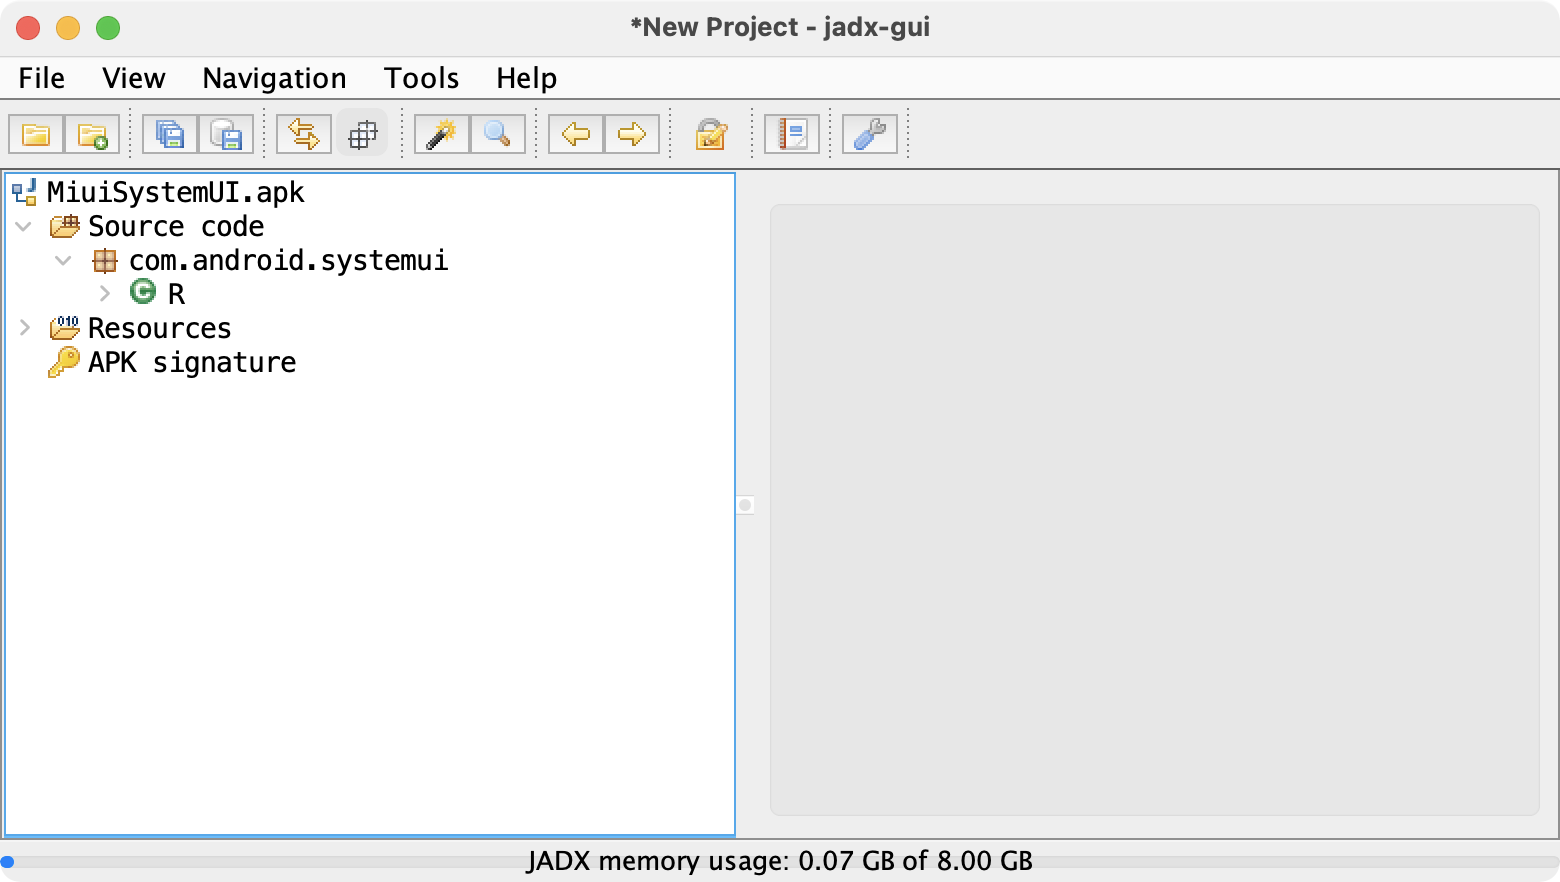 *New Project - jadx-gui
File View Navigation Tools Help
MiuiSystemUI.apk
Source code
com.android.systemui
G R
010 Resources
APK signature
JADX memory usage: 0.07 GB of 8.00 GB